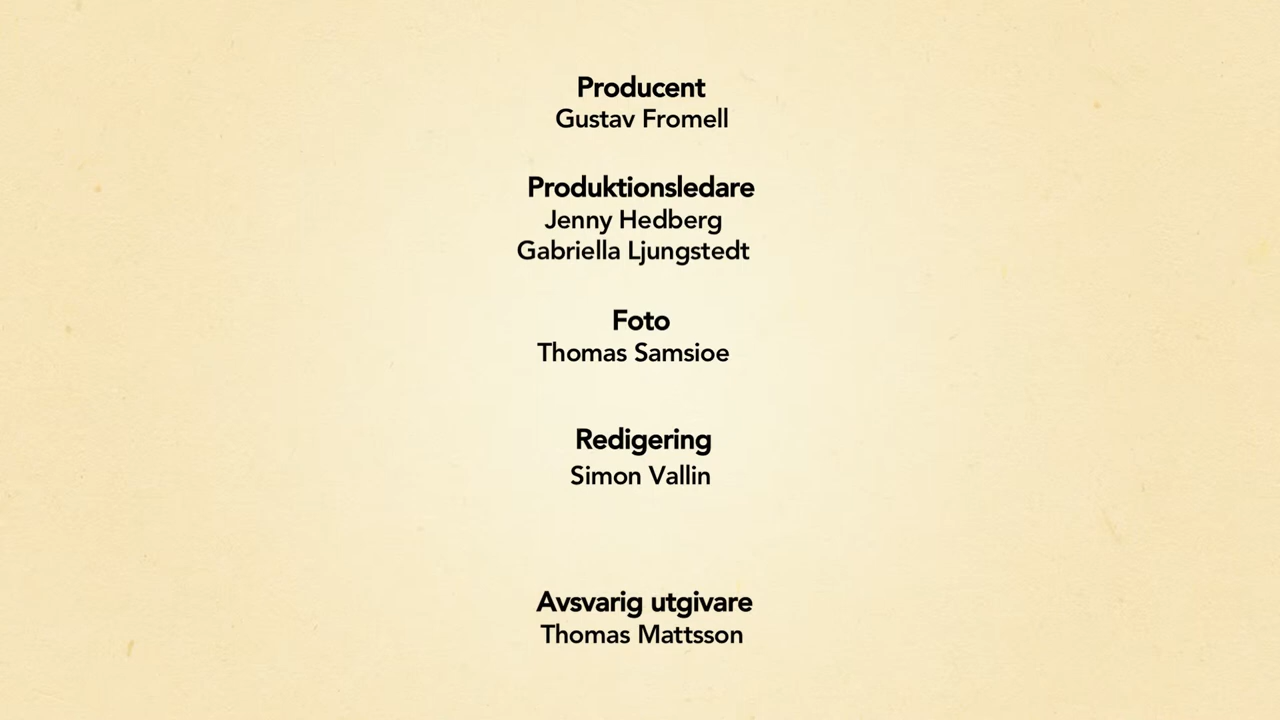 Producent
Gustav Fromell
Produktionsledare
Jenny Hedberg
Gabriella Ljungstedt
Foto
Thomas Samsioe
Redigering
Simon Vallin
Avsvarig utgivare
Thomas Mattsson